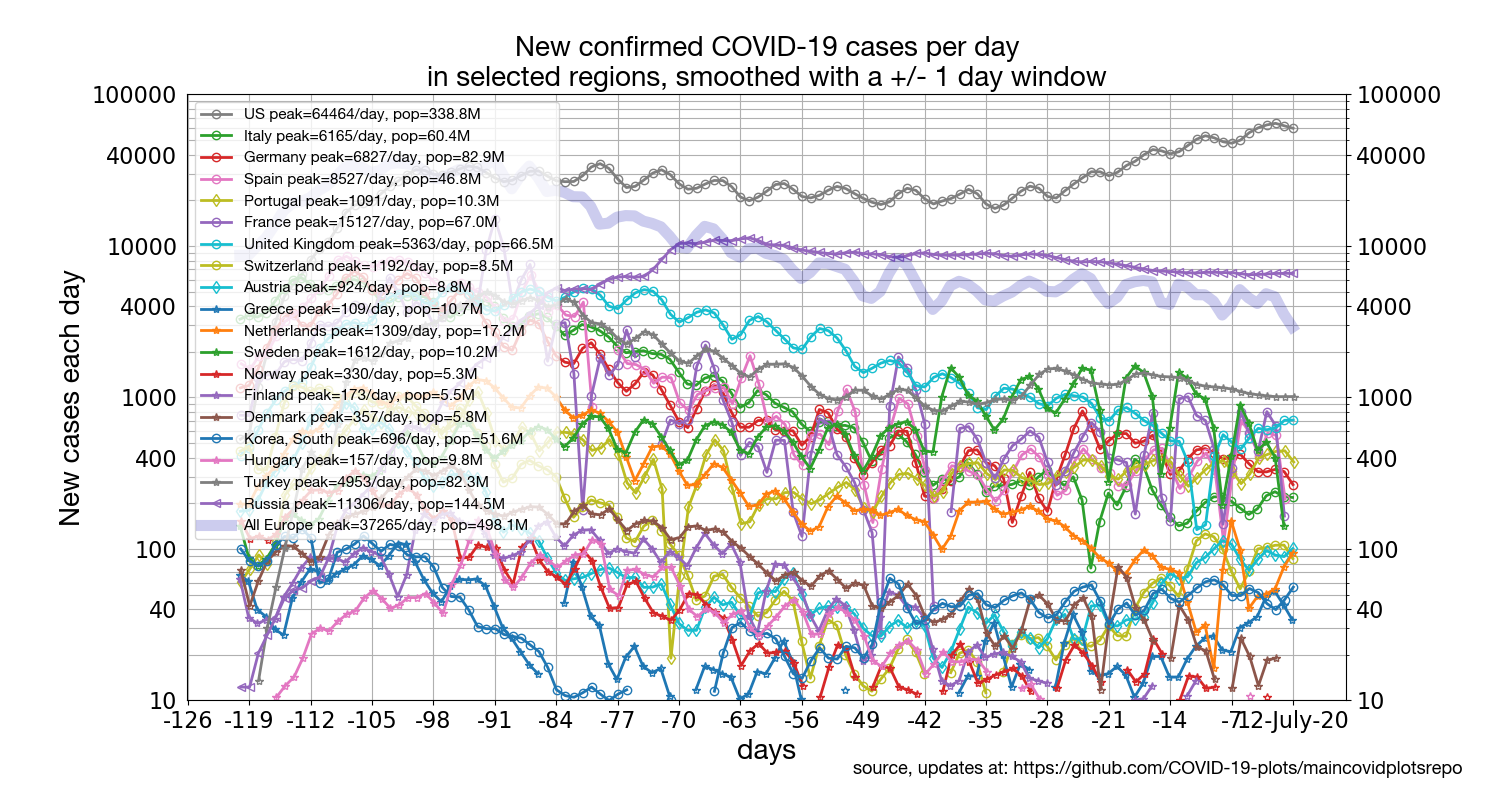 New confirmed COVID-19 cases per day
in selected regions, smoothed with a +/- 1 day window
100000
40000
10000
4000
1000
400
100
40
10
New cases each day
US peak=64464/day, pop=338.8M
Italy peak=6165/day, pop=60.4M
Germany peak=6827/day, pop=82.9M
Spain peak=8527/day, pop=46.8M
Portugal peak=1091/day, pop=10.3M
France peak=15127/day, pop=67.0M
United Kingdom peak=5363/day, pop=66.5M
Switzerland peak=1192/day, pop=8.5M
Austria peak=924/day, pop=8.8M
Greece peak=109/day, pop=10.7M
Netherlands peak=1309/day, pop=17.2M
Sweden peak=1612/day, pop=10.2M
Norway peak=330/day, pop=5.3M
Finland peak=173/day, pop=5.5M
Denmark peak=357/day, pop=5.8M
Korea, South peak=696/day, pop=51.6M
Hungary peak=157/day, pop=9.8M
Turkey peak=4953/day, pop=82.3M
Russia peak=11306/day, pop=144.5M
All Europe peak=37265/day, pop=498.1M
100000
40000
10000
4000
1000
400
100
40
10
-126 -119 -112 -105 -98 -91 -84 -77 -70 -63 -56 -49 -42 -35 -28 -21 -14 -7 12-July-20
days
source, updates at: https://github.com/COVID-19-plots/maincovidplotsrepo